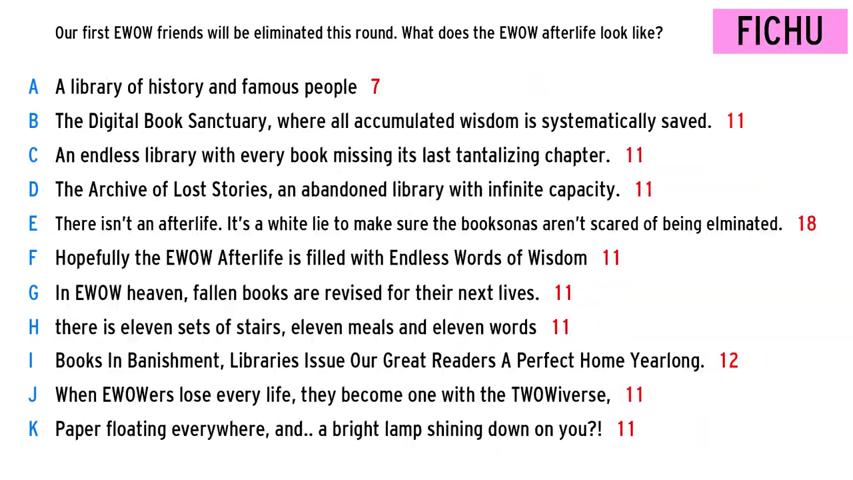 Our first EWOW friends will be eliminated this round. What does the EWOW afterlife look like?
FICHU
A A library of history and famous people 7
B The Digital Book Sanctuary, where all accumulated wisdom is systematically saved. 11
C An endless library with every book missing its last tantalizing chapter. 11
D The Archive of Lost Stories, an abandoned library with infinite capacity. 11
E There isn't an afterlife. It's a white lie to make sure the booksonas aren't scared of being elminated. 18
F Hopefully the EWOW Afterlife is filled with Endless Words of Wisdom 11
G In EWOW heaven, fallen books are revised for their next lives. 11
H there is eleven sets of stairs, eleven meals and eleven words 11
I Books In Banishment, Libraries Issue Our Great Readers A Perfect Home Yearlong. 12
J When EWOWers lose every life, they become one with the TWOWiverse, 11
K Paper floating everywhere, and.. a bright lamp shining down on you?! 11